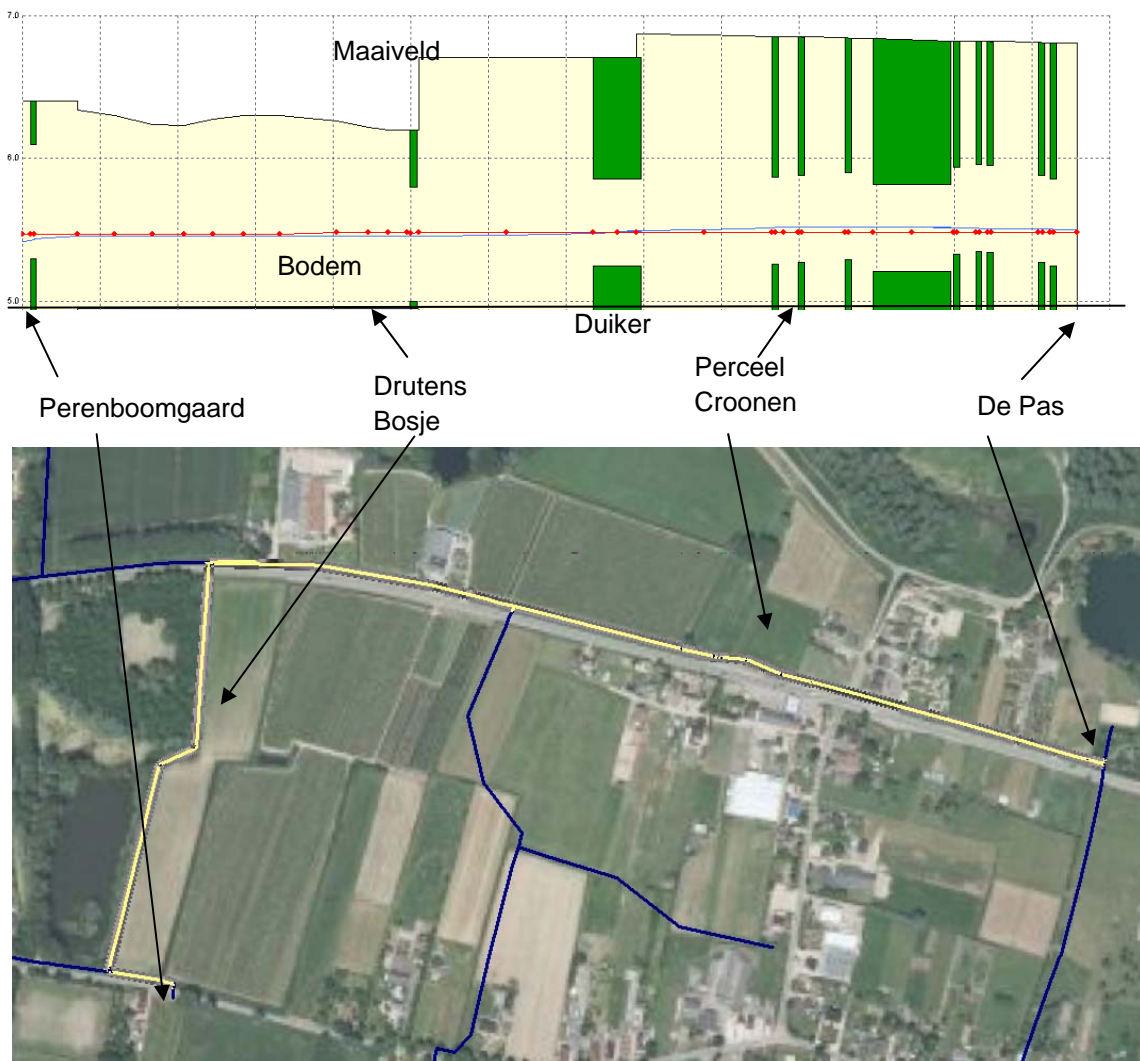 7.0
Maaiveld
6.0
Bodem
5.0
Duiker
Perenboomgaard
Drutens
Bosje
Perceel
Croonen
De Pas